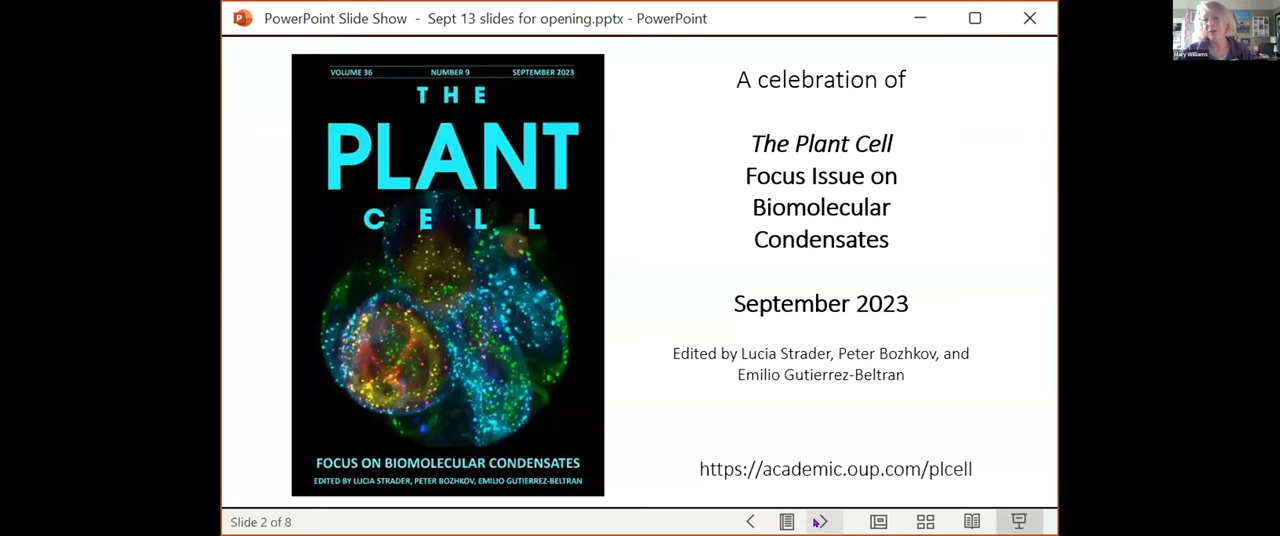 PowerPoint Slide Show - Sept 13 slides for opening.pptx - PowerPoint
Mary Williams
VOLUME 36 NUMBER 9 SEPTEMBER 2023
THE
PLANT
CELL
FOCUS ON BIOMOLECULAR CONDENSATES
EDITED BY LUCIA STRADER, PETER BOZHKOV, EMILIO GUTIERREZ-BELTRAN
A celebration of
The Plant Cell
Focus Issue on
Biomolecular
Condensates
September 2023
Edited by Lucia Strader, Peter Bozhkov, and
Emilio Gutierrez-Beltran
https://academic.oup.com/plcell
Slide 2 of 8